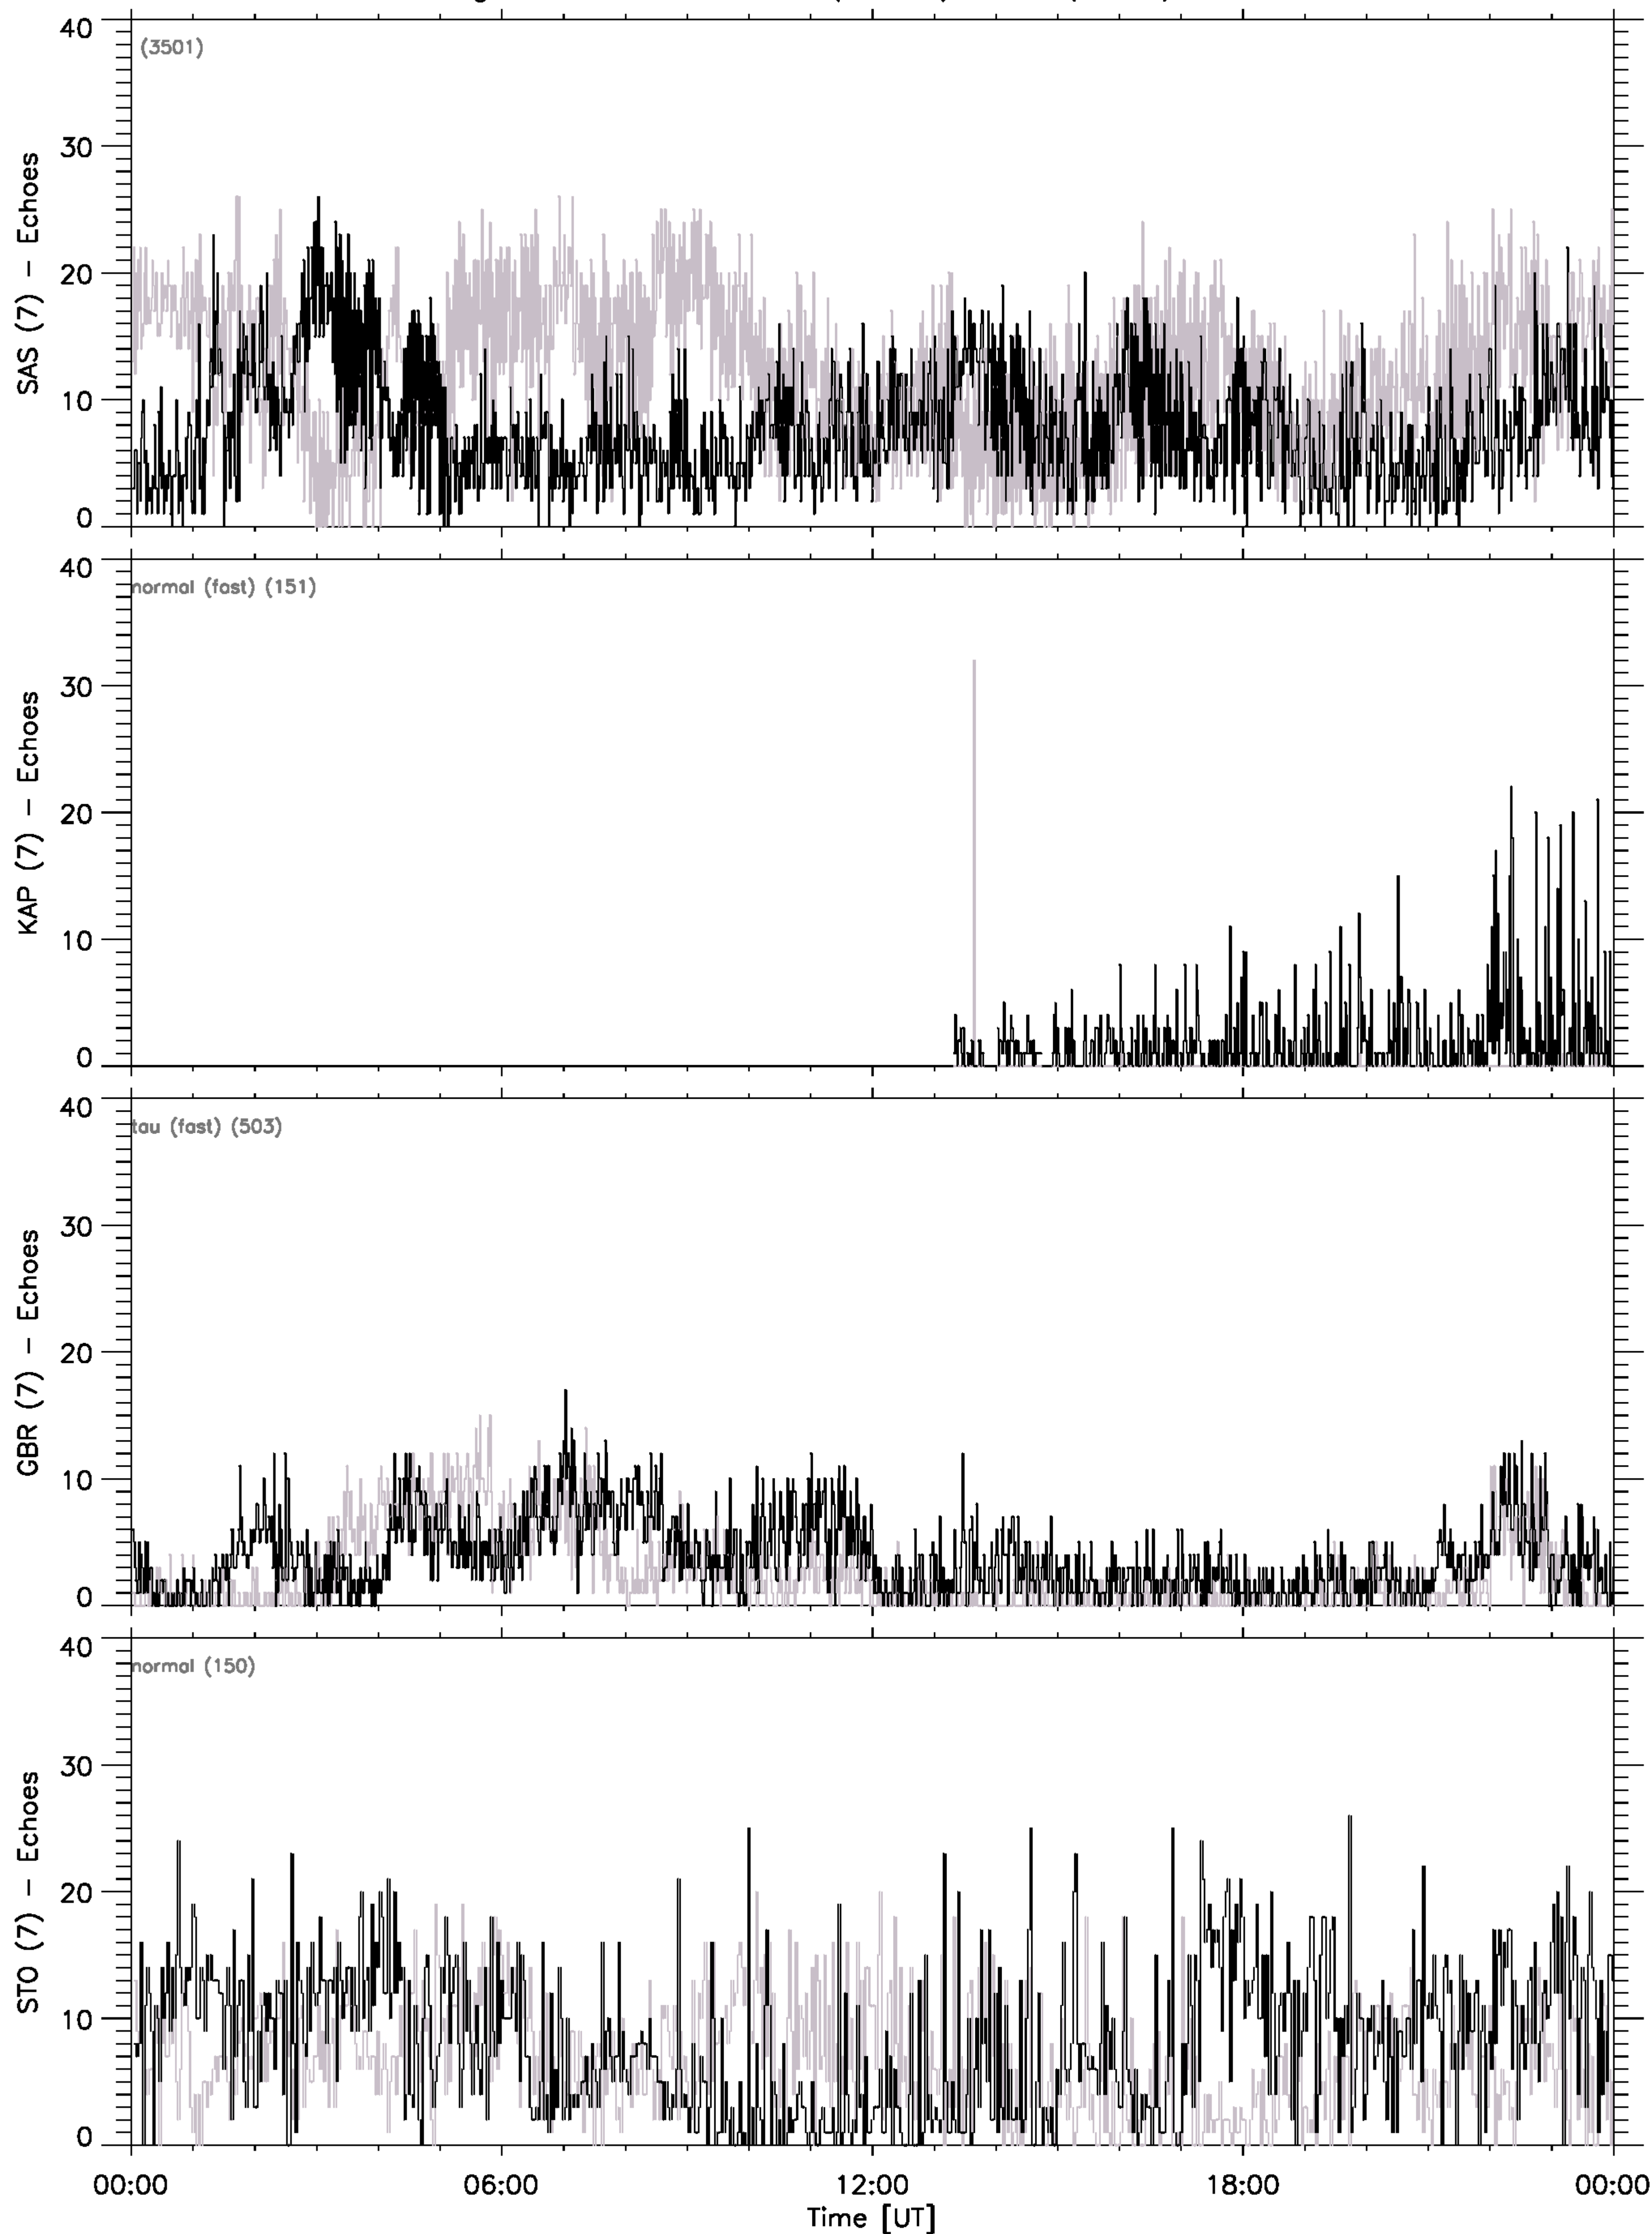 40
(3501)
30
SAS (7) – Echoes
20
10
0
40
normal (fast) (151)
30
KAP (7) – Echoes
20
10
0
40
tau (fast) (503)
30
GBR (7) – Echoes
20
10
0
40
normal (150)
30
STO (7) – Echoes
20
10
0
00:00 06:00 12:00 18:00 00:00
Time [UT]